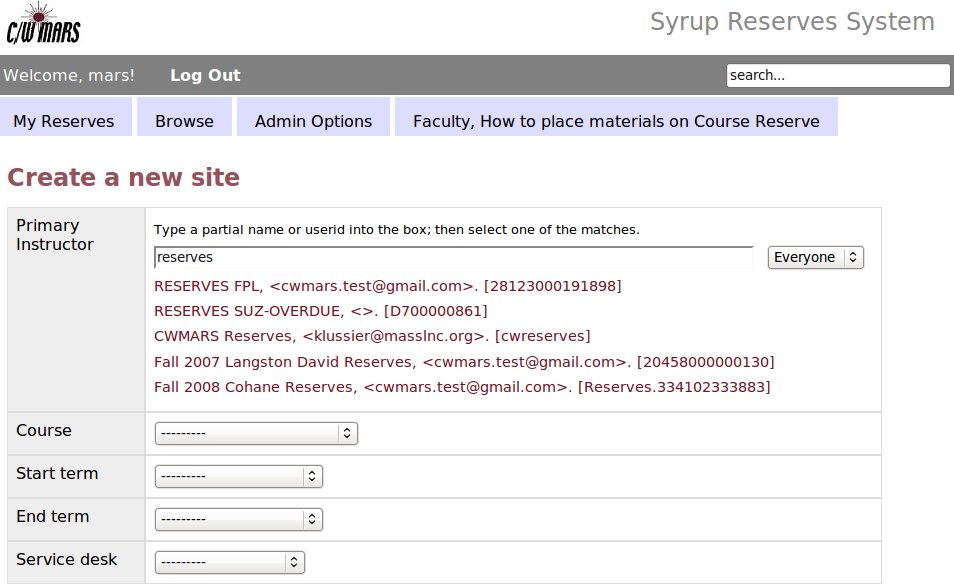 C/W MARS
Syrup Reserves System
Welcome, mars! Log Out search...
My Reserves Browse Admin Options Faculty, How to place materials on Course Reserve
Create a new site
Primary Instructor
Type a partial name or userid into the box; then select one of the matches.
reserves Everyone
RESERVES FPL, <cwmars.test@gmail.com>. [28123000191898]
RESERVES SUZ-OVERDUE, <>. [D700000861]
CWMARS Reserves, <klussier@masslnc.org>. [cwreserves]
Fall 2007 Langston David Reserves, <cwmars.test@gmail.com>. [20458000000130]
Fall 2008 Cohane Reserves, <cwmars.test@gmail.com>. [Reserves.334102333883]
Course ---------
Start term ---------
End term ---------
Service desk ---------